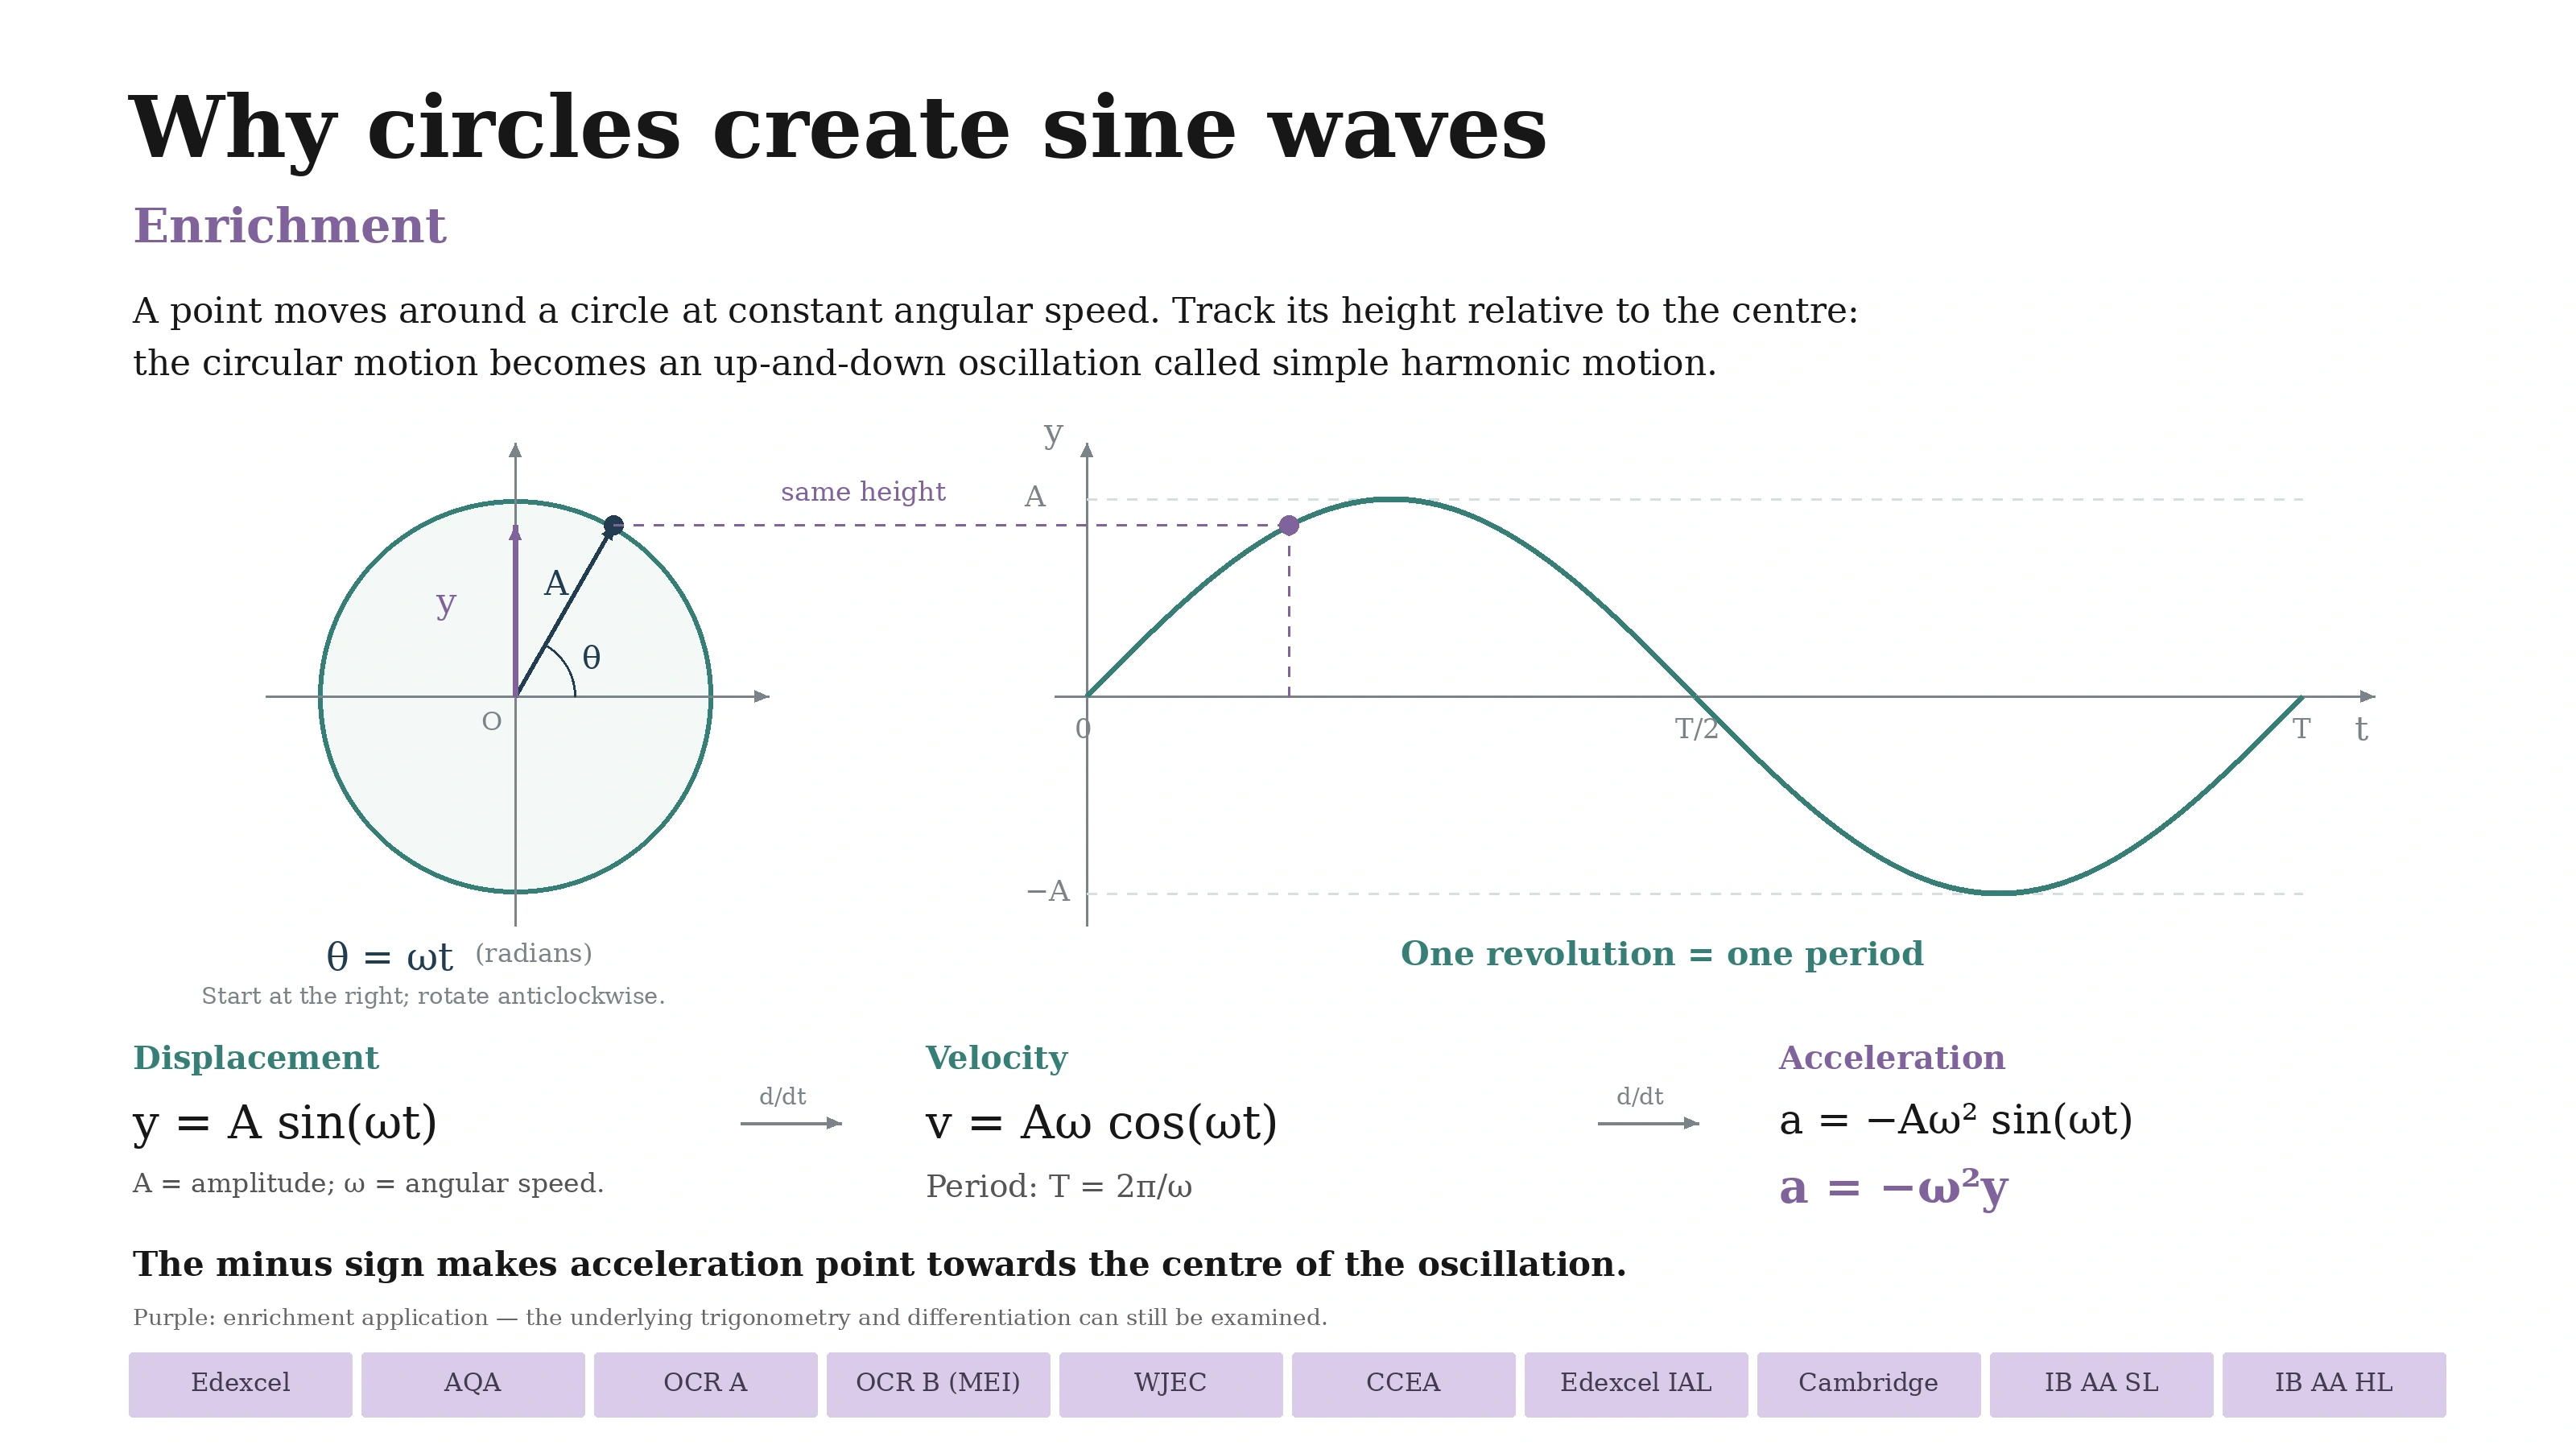 Why circles create sine waves
Enrichment
A point moves around a circle at constant angular speed. Track its height relative to the centre:
the circular motion becomes an up-and-down oscillation called simple harmonic motion.
y
same height
A
A
y
θ
O
0
T/2
T
t
−A
θ = ωt (radians)
One revolution = one period
Start at the right; rotate anticlockwise.
Displacement
y = A sin(ωt)
A = amplitude; ω = angular speed.
d/dt
Velocity
v = Aω cos(ωt)
Period: T = 2π/ω
d/dt
Acceleration
a = −Aω² sin(ωt)
a = −ω²y
The minus sign makes acceleration point towards the centre of the oscillation.
Purple: enrichment application — the underlying trigonometry and differentiation can still be examined.
Edexcel
AQA
OCR A
OCR B (MEI)
WJEC
CCEA
Edexcel IAL
Cambridge
IB AA SL
IB AA HL